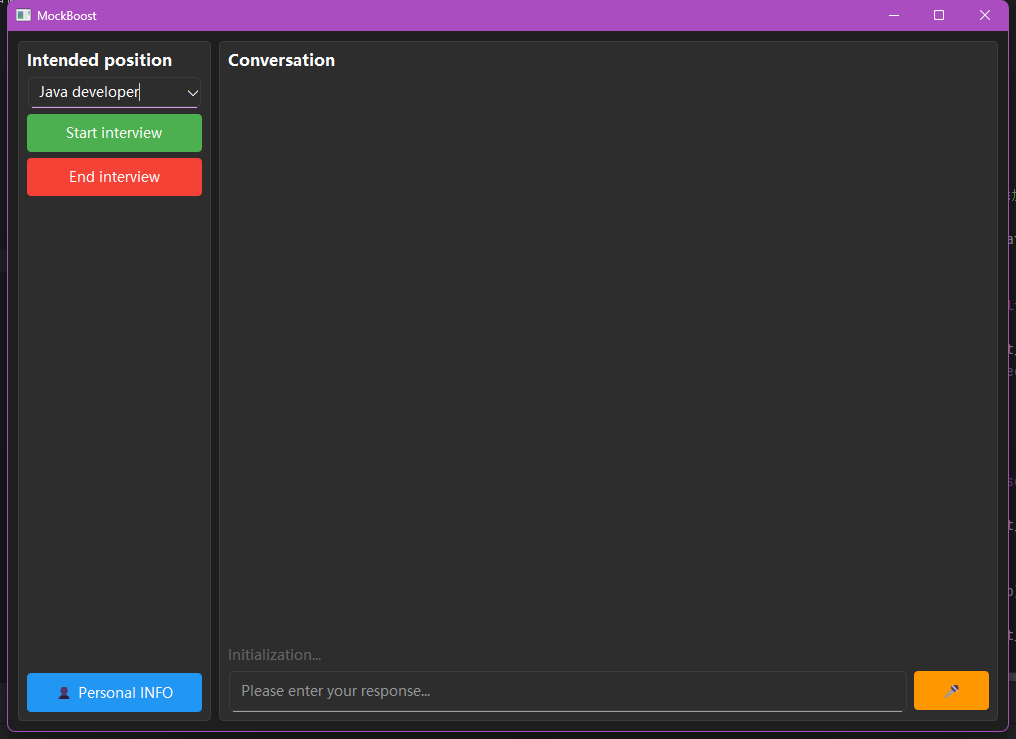 MockBoost
Intended position
Java developer
Start interview
End interview
Personal INFO
Conversation
Initialization...
Please enter your response...